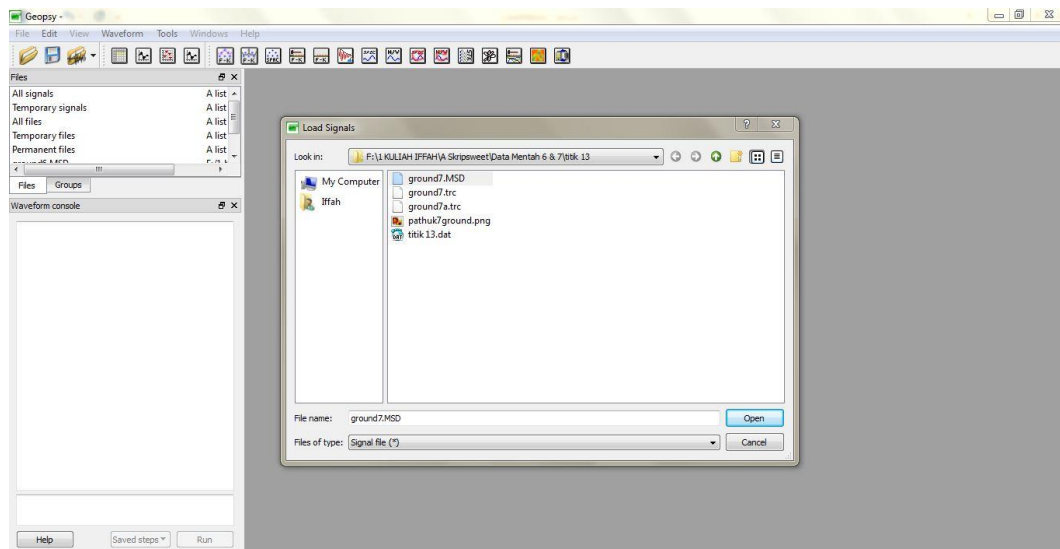 Geopsy -
File Edit View Waveform Tools Windows Help
Files
All signals A list
Temporary signals A list
All files A list
Temporary files A list
Permanent files A list
Files Groups
Waveform console
Load Signals
Look in: F:\1 KULIAH IFFAH\A Skripsweet\Data Mentah 6 & 7\titik 13
My Computer
Iffah
ground7.MSD
ground7.trc
ground7a.trc
pathuk7ground.png
titik 13.dat
File name: ground7.MSD Open
Files of type: Signal file (*) Cancel
Help Saved steps Run